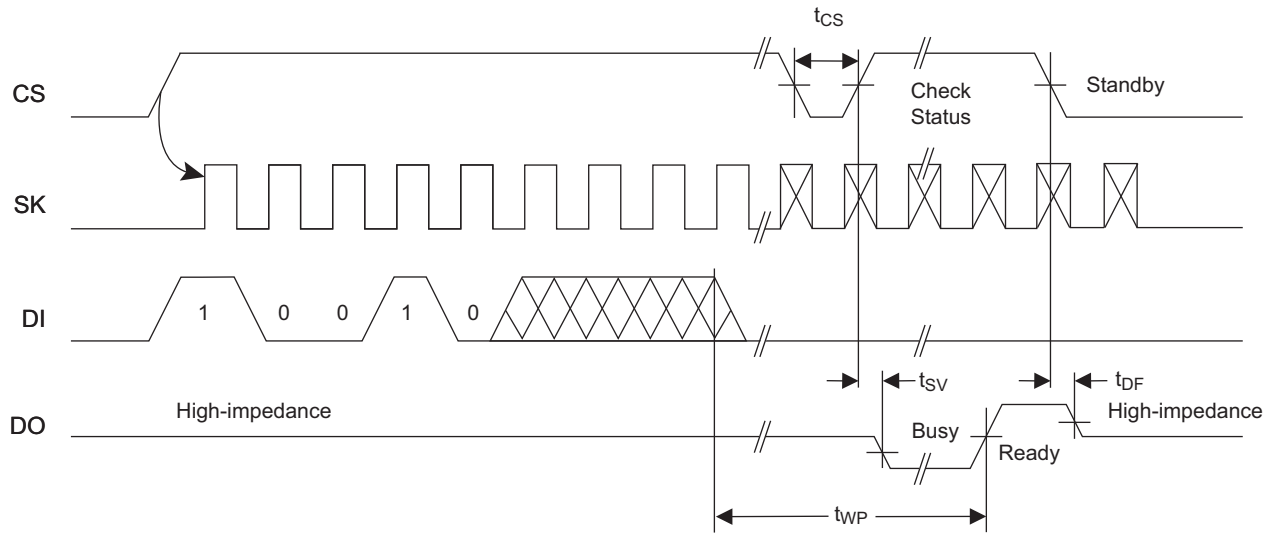 tCS
CS
Check
Status
Standby
SK
DI
1 0 0 1 0
tSV
tDF
DO
High-impedance
Busy
Ready
High-impedance
tWP